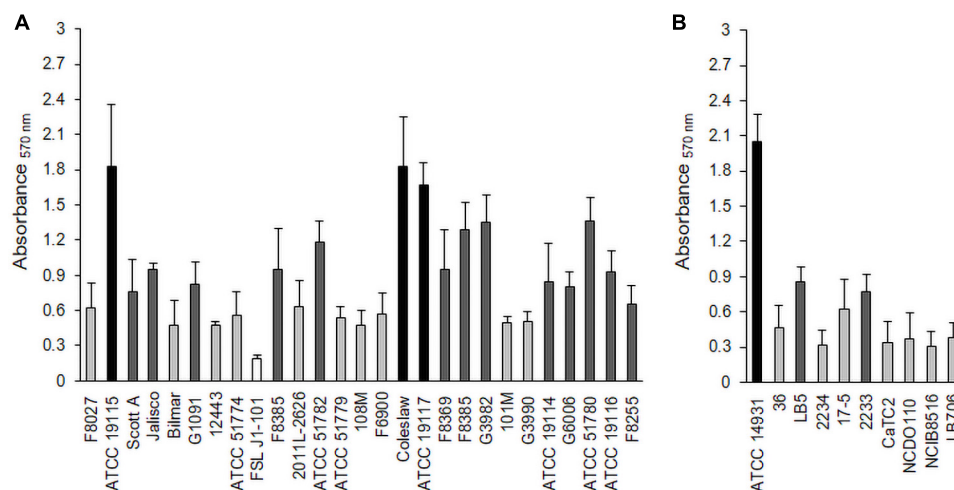 A
3
2.7
2.4
2.1
1.8
1.5
1.2
0.9
0.6
0.3
0
Absorbance 570 nm
F8027
ATCC 19115
Scott A
Jalisco
Bilmar
G1091
12443
ATCC 51774
FSL J1-101
F8385
2011L-2626
ATCC 51782
ATCC 51779
108M
F6900
Coleslaw
ATCC 19117
F8369
F8385
G3982
101M
G3990
ATCC 19114
G6006
ATCC 51780
ATCC 19116
F8255
B
3
2.7
2.4
2.1
1.8
1.5
1.2
0.9
0.6
0.3
0
Absorbance 570 nm
ATCC 14931
36
LB5
2234
17-5
2233
CaTC2
NCDO110
NCIB8516
LB706